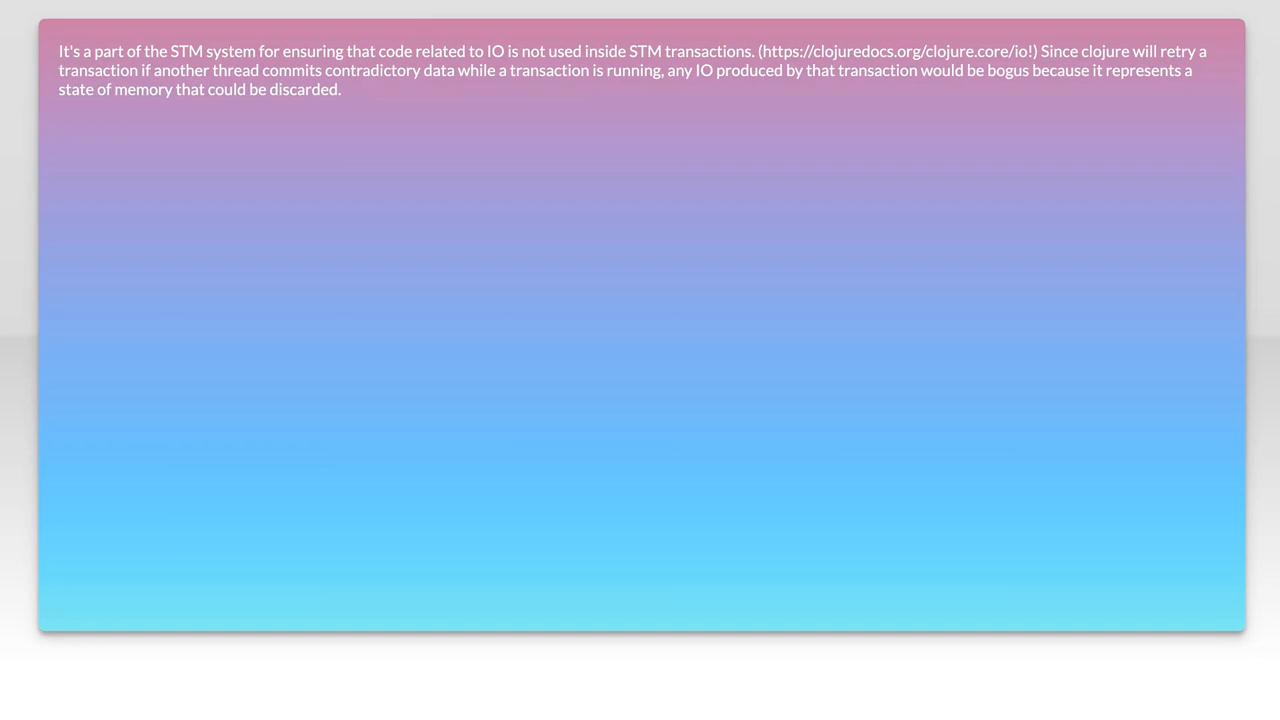 It's a part of the STM system for ensuring that code related to IO is not used inside STM transactions. (https://clojuredocs.org/clojure.core/io!) Since clojure will retry a
transaction if another thread commits contradictory data while a transaction is running, any IO produced by that transaction would be bogus because it represents a
state of memory that could be discarded.